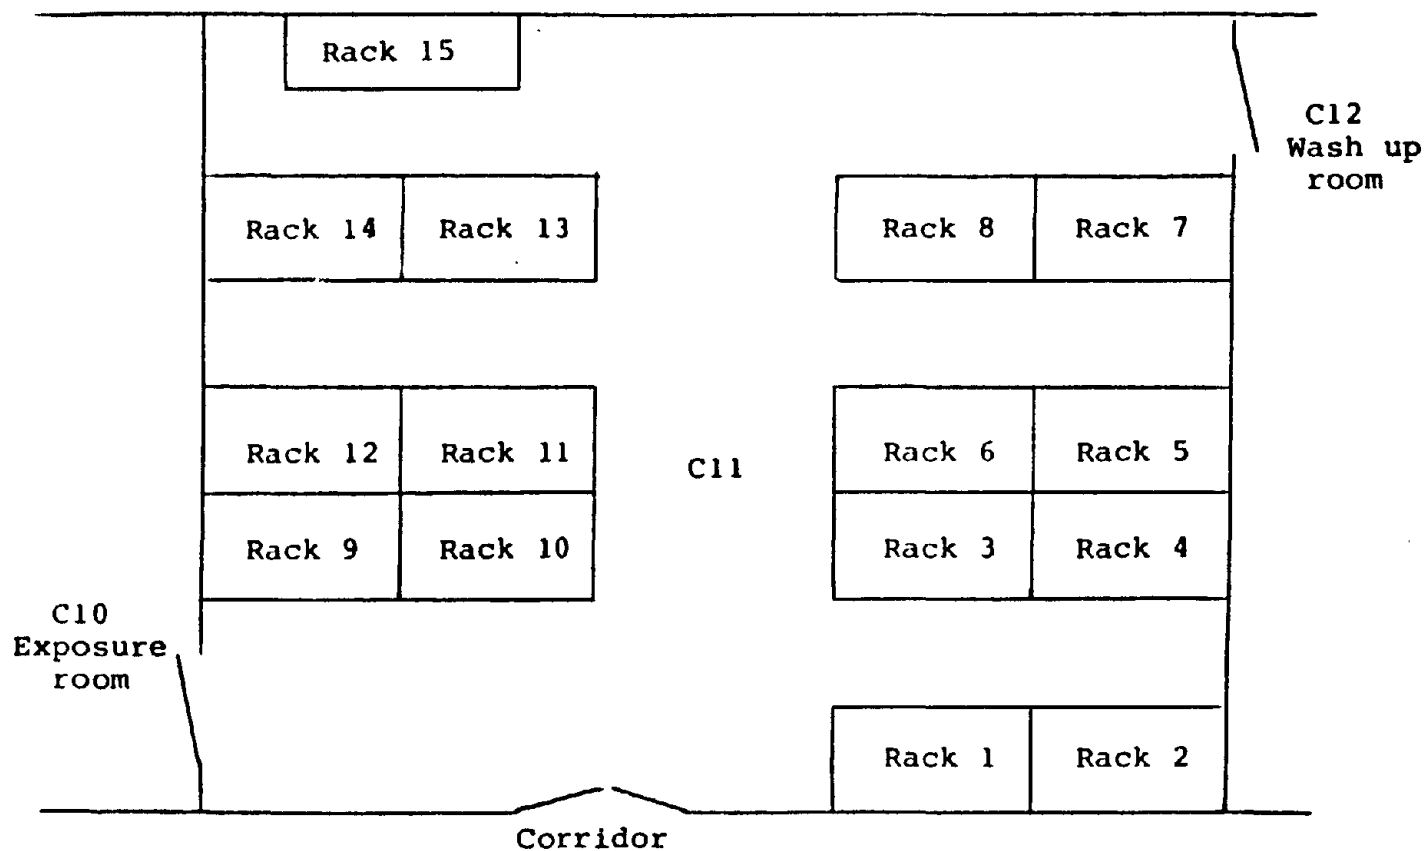 Rack 15
C12
Wash up
room
Rack 14 Rack 13 Rack 8 Rack 7
Rack 12 Rack 11 C11 Rack 6 Rack 5
Rack 9 Rack 10 Rack 3 Rack 4
C10
Exposure
room
Rack 1 Rack 2
Corridor